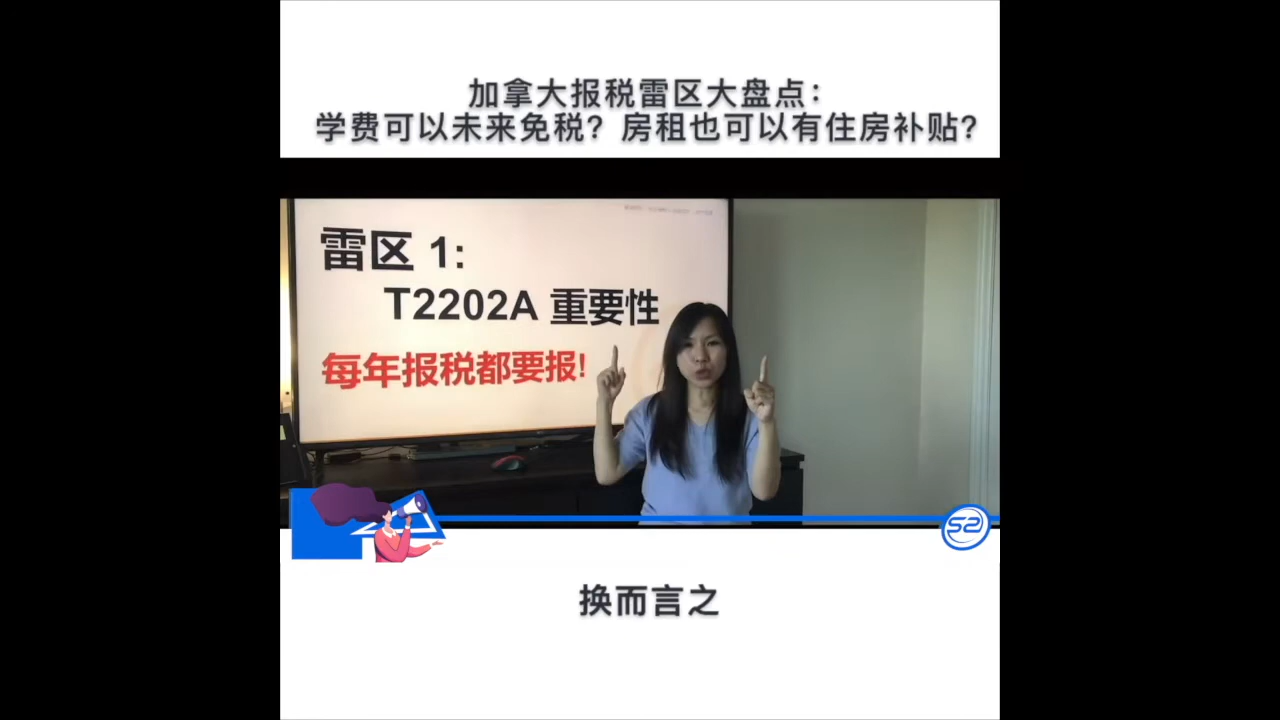 加拿大报税雷区大盘点：
学费可以未来免税？房租也可以有住房补贴？
雷区 1:
T2202A 重要性
每年报税都要报!
52
换而言之